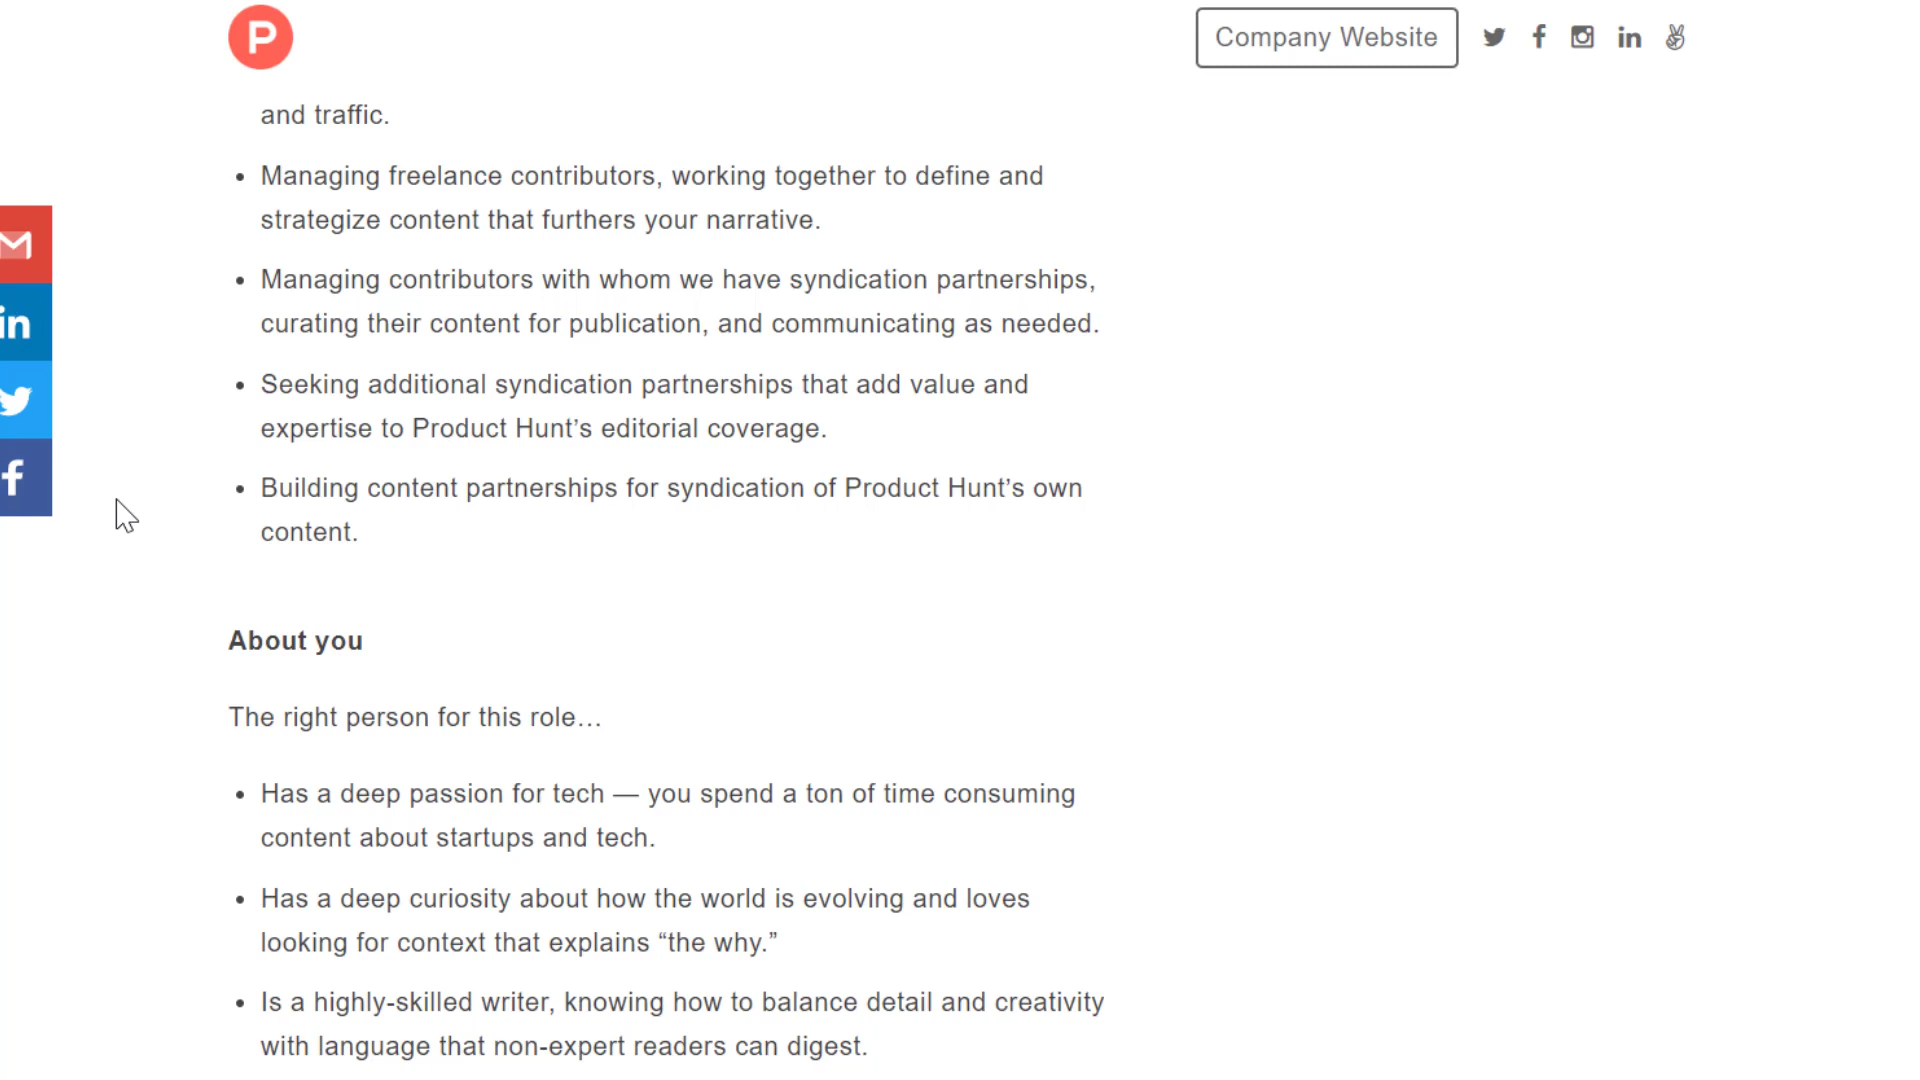 P
Company Website
and traffic.
• Managing freelance contributors, working together to define and
strategize content that furthers your narrative.
• Managing contributors with whom we have syndication partnerships,
curating their content for publication, and communicating as needed.
• Seeking additional syndication partnerships that add value and
expertise to Product Hunt’s editorial coverage.
• Building content partnerships for syndication of Product Hunt’s own
content.
About you
The right person for this role…
• Has a deep passion for tech — you spend a ton of time consuming
content about startups and tech.
• Has a deep curiosity about how the world is evolving and loves
looking for context that explains “the why.”
• Is a highly-skilled writer, knowing how to balance detail and creativity
with language that non-expert readers can digest.